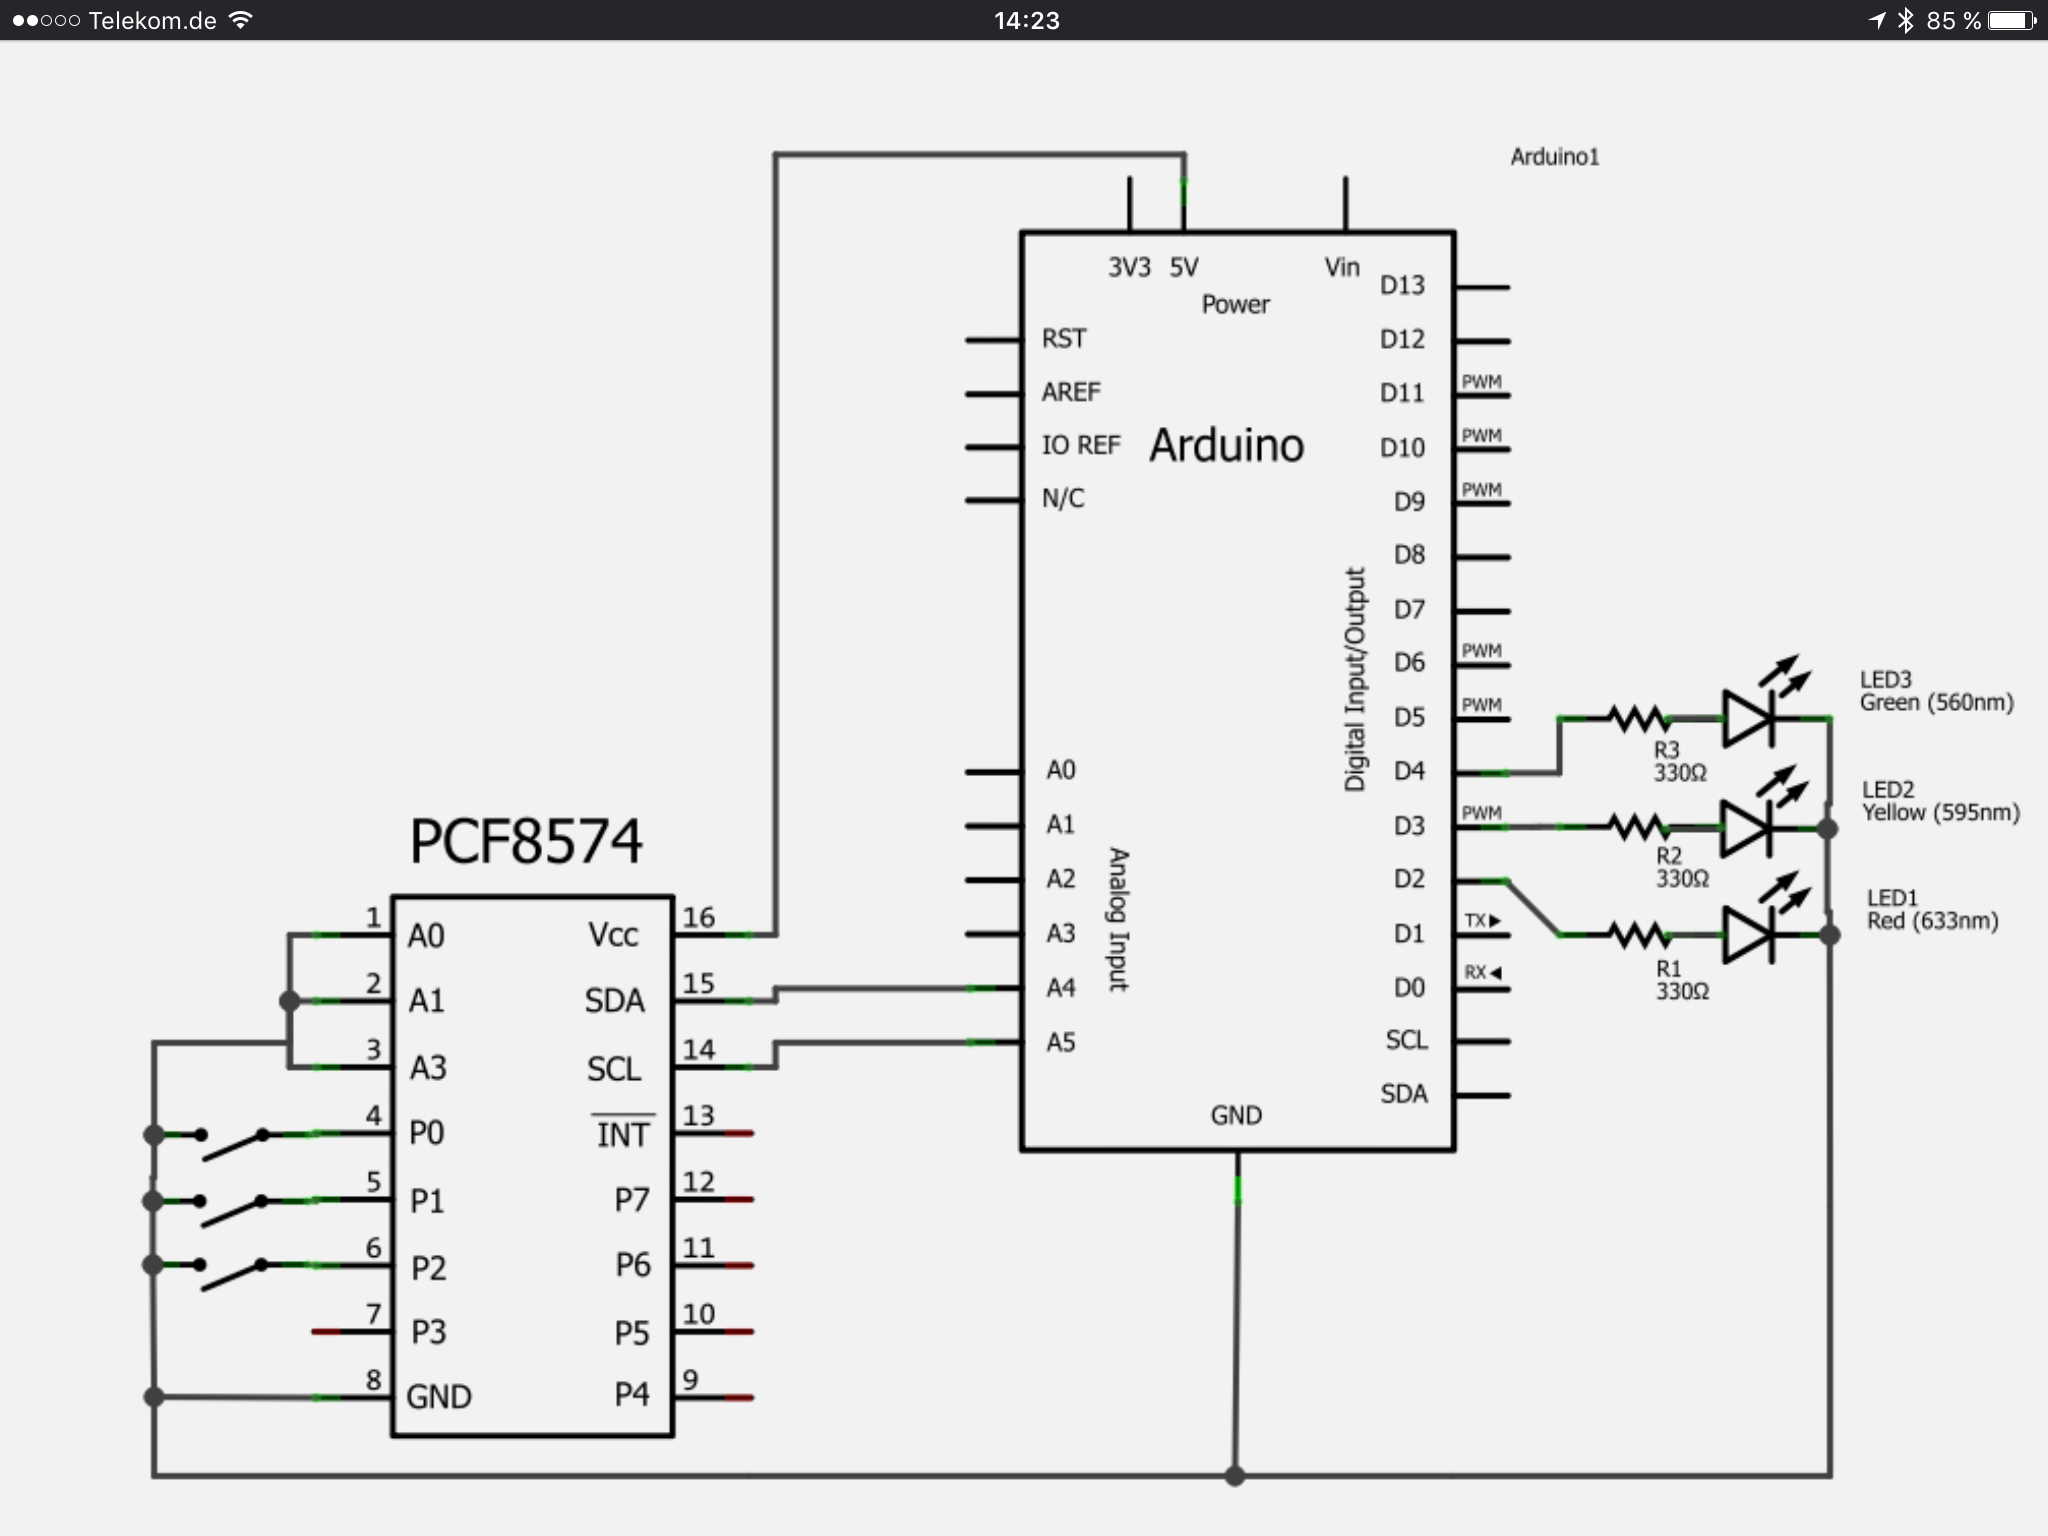 Telekom.de
14:23
85 %
Arduino1
3V3 5V Vin
Power
Arduino
RST
AREF
IO REF
N/C
A0
A1
A2
A3
A4
A5
Analog Input
GND
Digital Input/Output
D13
D12
D11 PWM
D10 PWM
D9 PWM
D8
D7
D6 PWM
D5 PWM
D4
D3 PWM
D2
D1 TX
D0 RX
SCL
SDA
R3
330Ω
R2
330Ω
R1
330Ω
LED3
Green (560nm)
LED2
Yellow (595nm)
LED1
Red (633nm)
PCF8574
1 A0 Vcc 16
2 A1 SDA 15
3 A3 SCL 14
4 P0 INT 13
5 P1 P7 12
6 P2 P6 11
7 P3 P5 10
8 GND P4 9